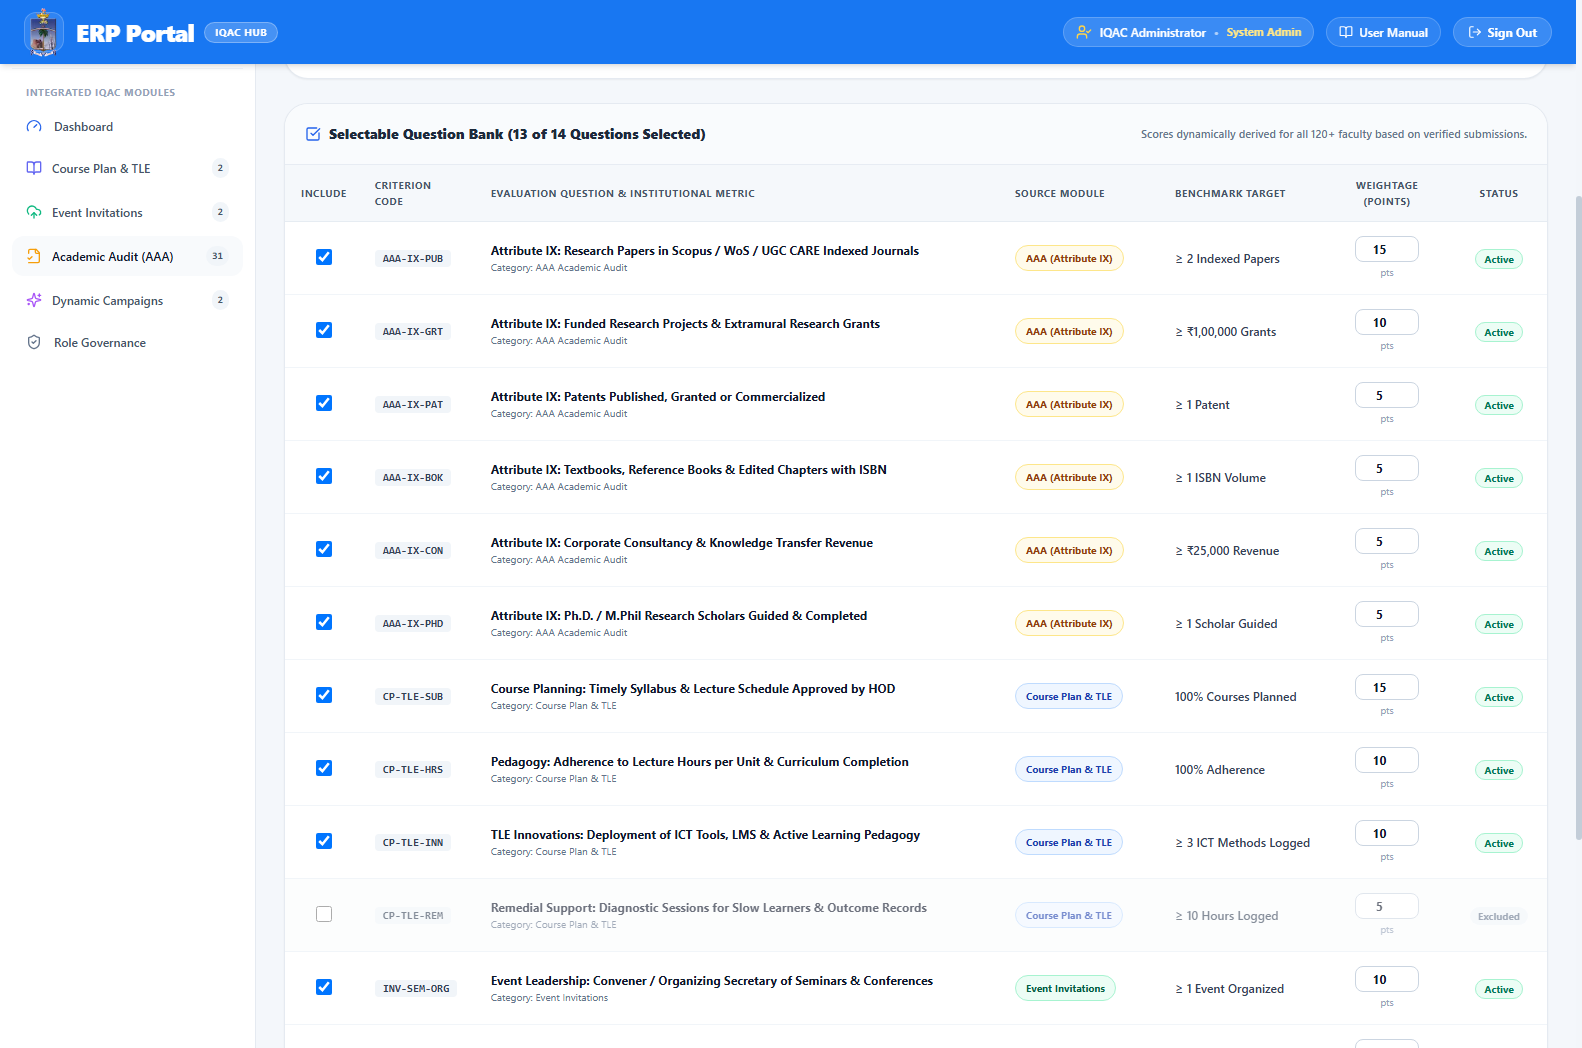 ERP Portal
IQAC HUB
IQAC Administrator • System Admin
User Manual
Sign Out
INTEGRATED IQAC MODULES
Dashboard
Course Plan & TLE 2
Event Invitations 2
Academic Audit (AAA) 31
Dynamic Campaigns 2
Role Governance
Selectable Question Bank (13 of 14 Questions Selected)
Scores dynamically derived for all 120+ faculty based on verified submissions.
INCLUDE
CRITERION CODE
EVALUATION QUESTION & INSTITUTIONAL METRIC
SOURCE MODULE
BENCHMARK TARGET
WEIGHTAGE (POINTS)
STATUS
AAA-IX-PUB
Attribute IX: Research Papers in Scopus / WoS / UGC CARE Indexed Journals
Category: AAA Academic Audit
AAA (Attribute IX)
≥ 2 Indexed Papers
15
pts
Active
AAA-IX-GRT
Attribute IX: Funded Research Projects & Extramural Research Grants
Category: AAA Academic Audit
AAA (Attribute IX)
≥ ₹1,00,000 Grants
10
pts
Active
AAA-IX-PAT
Attribute IX: Patents Published, Granted or Commercialized
Category: AAA Academic Audit
AAA (Attribute IX)
≥ 1 Patent
5
pts
Active
AAA-IX-BOK
Attribute IX: Textbooks, Reference Books & Edited Chapters with ISBN
Category: AAA Academic Audit
AAA (Attribute IX)
≥ 1 ISBN Volume
5
pts
Active
AAA-IX-CON
Attribute IX: Corporate Consultancy & Knowledge Transfer Revenue
Category: AAA Academic Audit
AAA (Attribute IX)
≥ ₹25,000 Revenue
5
pts
Active
AAA-IX-PHD
Attribute IX: Ph.D. / M.Phil Research Scholars Guided & Completed
Category: AAA Academic Audit
AAA (Attribute IX)
≥ 1 Scholar Guided
5
pts
Active
CP-TLE-SUB
Course Planning: Timely Syllabus & Lecture Schedule Approved by HOD
Category: Course Plan & TLE
Course Plan & TLE
100% Courses Planned
15
pts
Active
CP-TLE-HRS
Pedagogy: Adherence to Lecture Hours per Unit & Curriculum Completion
Category: Course Plan & TLE
Course Plan & TLE
100% Adherence
10
pts
Active
CP-TLE-INN
TLE Innovations: Deployment of ICT Tools, LMS & Active Learning Pedagogy
Category: Course Plan & TLE
Course Plan & TLE
≥ 3 ICT Methods Logged
10
pts
Active
CP-TLE-REM
Remedial Support: Diagnostic Sessions for Slow Learners & Outcome Records
Category: Course Plan & TLE
Course Plan & TLE
≥ 10 Hours Logged
5
pts
Excluded
INV-SEM-ORG
Event Leadership: Convener / Organizing Secretary of Seminars & Conferences
Category: Event Invitations
Event Invitations
≥ 1 Event Organized
10
pts
Active